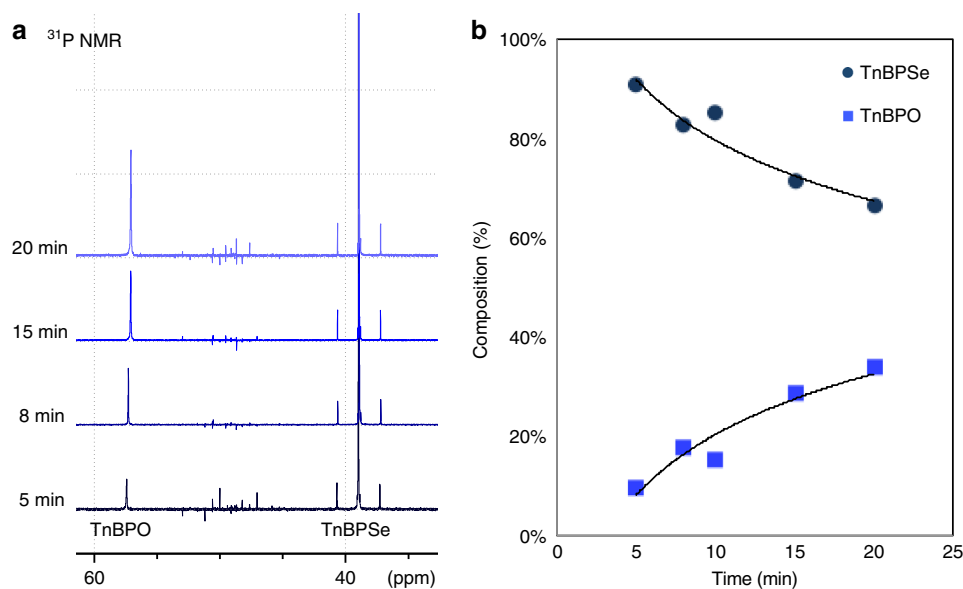 a
³¹P NMR
20 min
15 min
8 min
5 min
TnBPO
TnBPSe
60
40
(ppm)
b
100%
80%
60%
40%
20%
0%
Composition (%)
TnBPSe
TnBPO
0
5
10
15
20
25
Time (min)